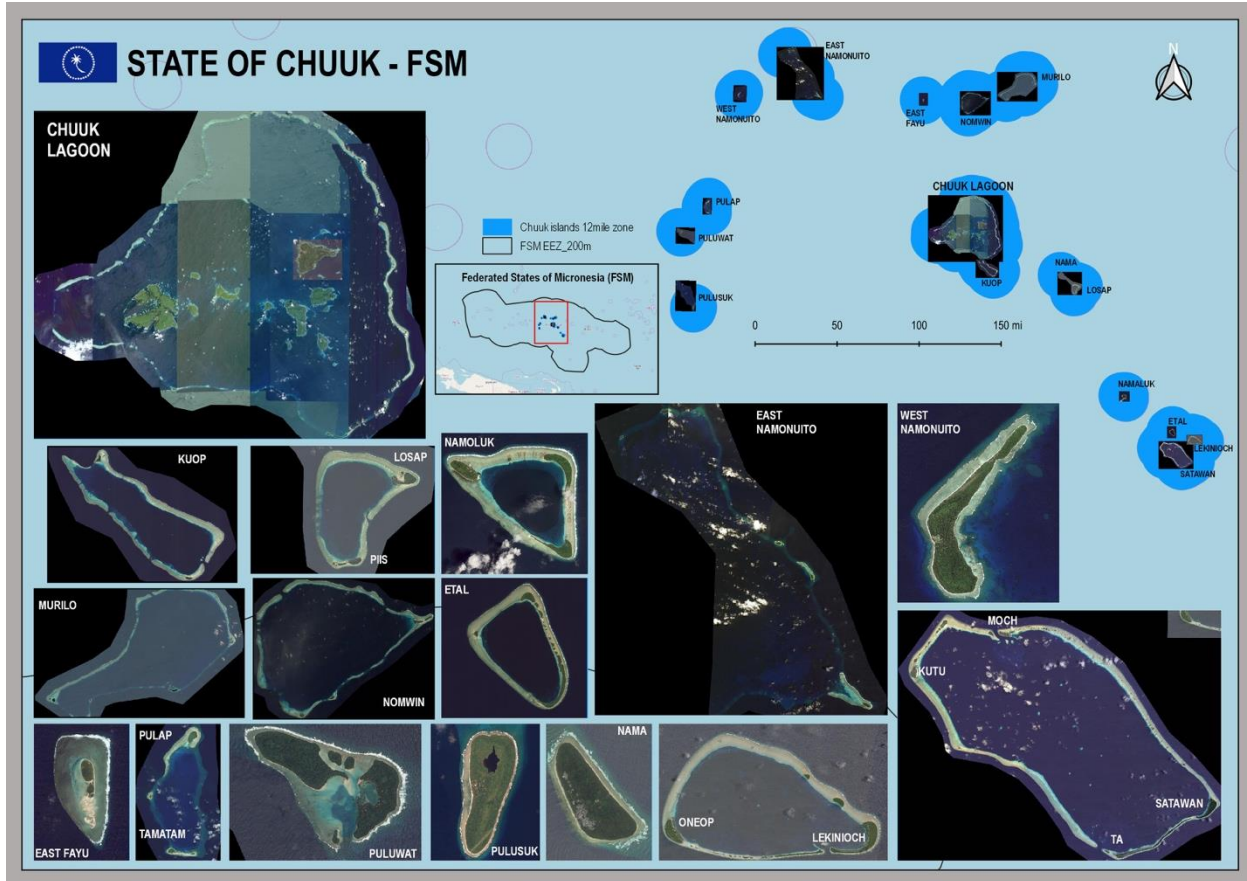 STATE OF CHUUK - FSM
CHUUK
LAGOON
EAST
NAMONUITO
WEST
NAMONUITO
EAST
FAYU
NOMWIN
MURILO
N
PULAP
PULUWAT
PULUSUK
CHUUK LAGOON
KUOP
NAMA
LOSAP
Chuuk islands 12mile zone
FSM EEZ_200m
Federated States of Micronesia (FSM)
0 50 100 150 mi
NAMALUK
ETAL
LEKINIOCH
SATAWAN
KUOP
LOSAP
PIIS
NAMOLUK
EAST
NAMONUITO
WEST
NAMONUITO
MURILO
NOMWIN
ETAL
MOCH
KUTU
SATAWAN
TA
EAST FAYU
PULAP
TAMATAM
PULUWAT
PULUSUK
NAMA
ONEOP
LEKINIOCH